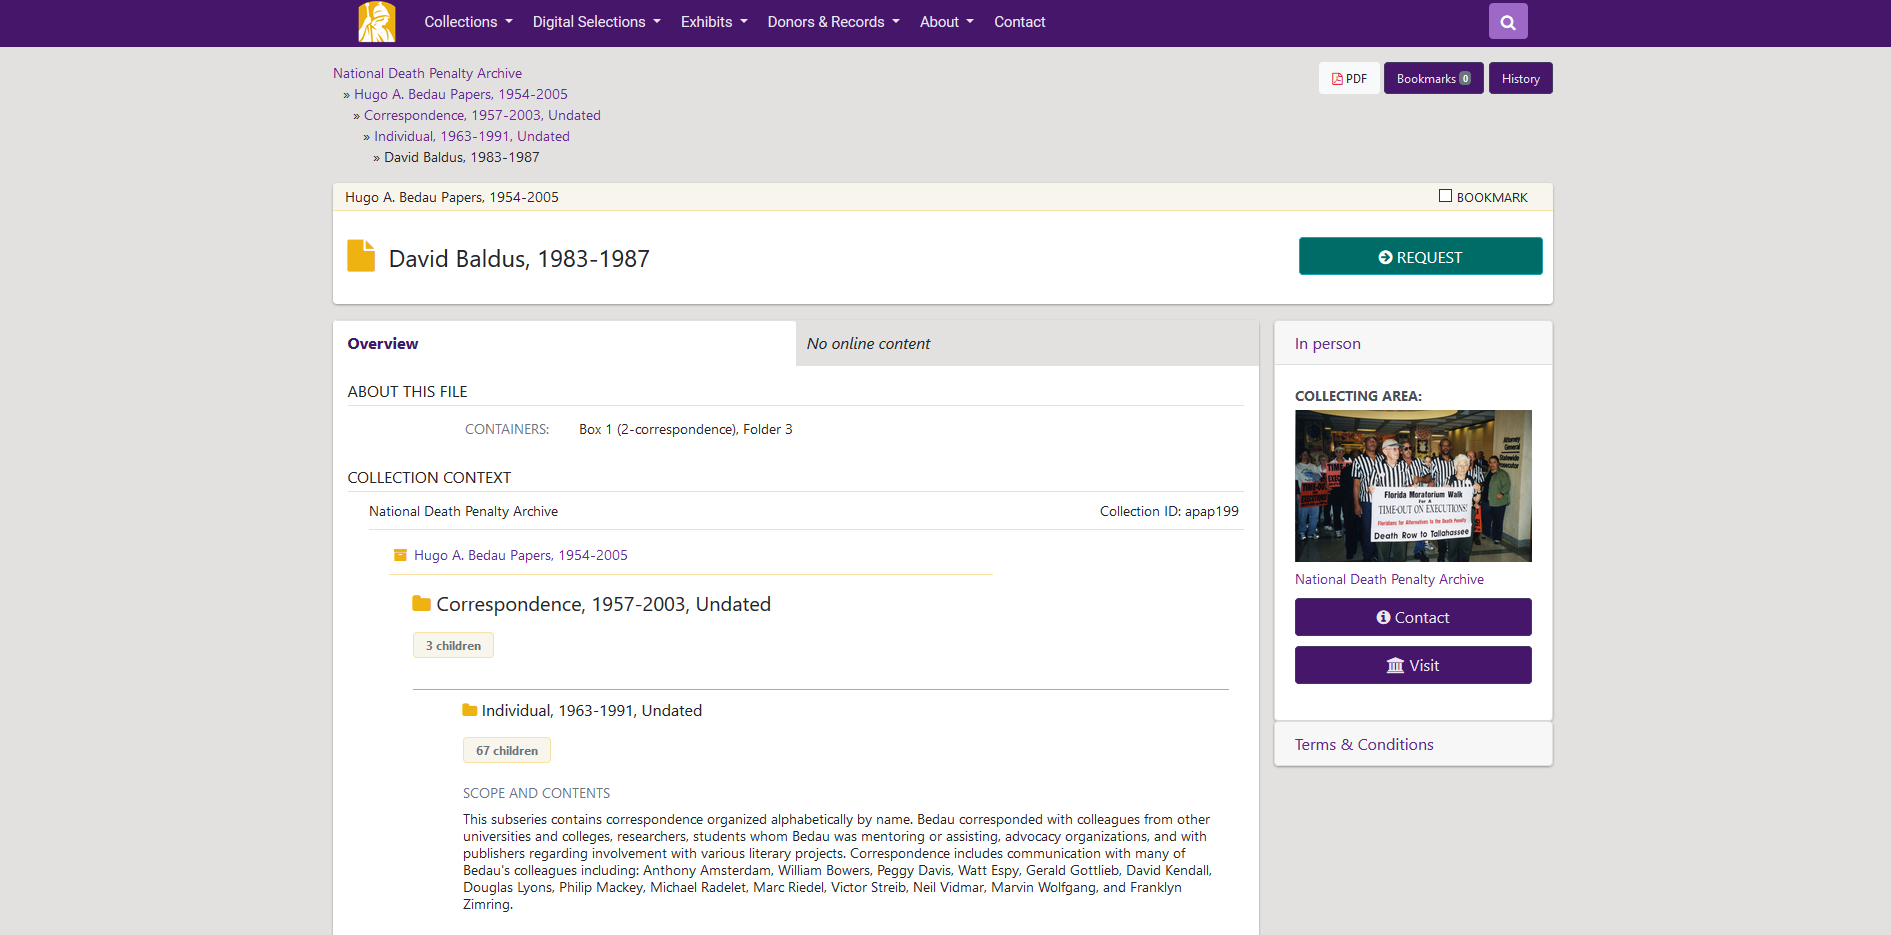 Collections
Digital Selections
Exhibits
Donors & Records
About
Contact
National Death Penalty Archive
» Hugo A. Bedau Papers, 1954-2005
» Correspondence, 1957-2003, Undated
» Individual, 1963-1991, Undated
» David Baldus, 1983-1987
PDF
Bookmarks 0
History
Hugo A. Bedau Papers, 1954-2005
BOOKMARK
David Baldus, 1983-1987
REQUEST
Overview
No online content
ABOUT THIS FILE
CONTAINERS: Box 1 (2-correspondence), Folder 3
COLLECTION CONTEXT
National Death Penalty Archive
Collection ID: apap199
Hugo A. Bedau Papers, 1954-2005
Correspondence, 1957-2003, Undated
3 children
Individual, 1963-1991, Undated
67 children
SCOPE AND CONTENTS
This subseries contains correspondence organized alphabetically by name. Bedau corresponded with colleagues from other
universities and colleges, researchers, students whom Bedau was mentoring or assisting, advocacy organizations, and with
publishers regarding involvement with various literary projects. Correspondence includes communication with many of
Bedau's colleagues including: Anthony Amsterdam, William Bowers, Peggy Davis, Watt Espy, Gerald Gottlieb, David Kendall,
Douglas Lyons, Philip Mackey, Michael Radelet, Marc Riedel, Victor Streib, Neil Vidmar, Marvin Wolfgang, and Franklyn
Zimring.
In person
COLLECTING AREA:
Attorney
General
Statewide
Prosecutor
Florida Moratorium Walk
For A
TIME-OUT ON EXECUTIONS!
Floridians for Alternatives to the Death Penalty
Death Row to Tallahassee
National Death Penalty Archive
Contact
Visit
Terms & Conditions